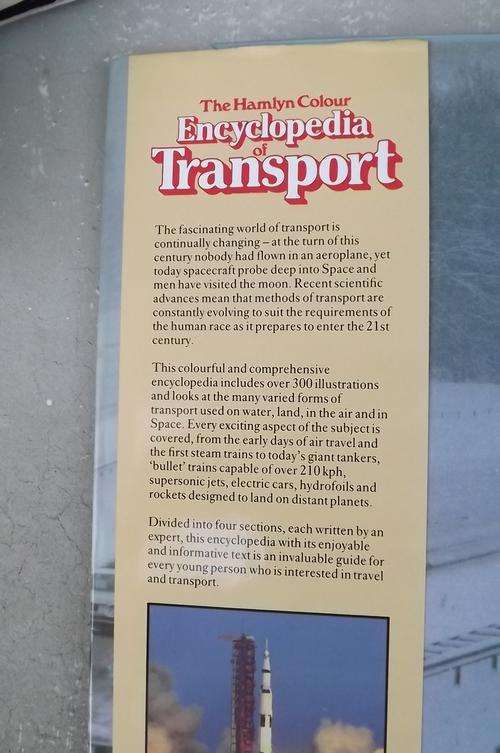 The Hamlyn Colour
Encyclopedia
of
Transport
The fascinating world of transport is
continually changing – at the turn of this
century nobody had flown in an aeroplane, yet
today spacecraft probe deep into Space and
men have visited the moon. Recent scientific
advances mean that methods of transport are
constantly evolving to suit the requirements of
the human race as it prepares to enter the 21st
century.
This colourful and comprehensive
encyclopedia includes over 300 illustrations
and looks at the many varied forms of
transport used on water, land, in the air and in
Space. Every exciting aspect of the subject is
covered, from the early days of air travel and
the first steam trains to today's giant tankers,
'bullet' trains capable of over 210 kph,
supersonic jets, electric cars, hydrofoils and
rockets designed to land on distant planets.
Divided into four sections, each written by an
expert, this encyclopedia with its enjoyable
and informative text is an invaluable guide for
every young person who is interested in travel
and transport.